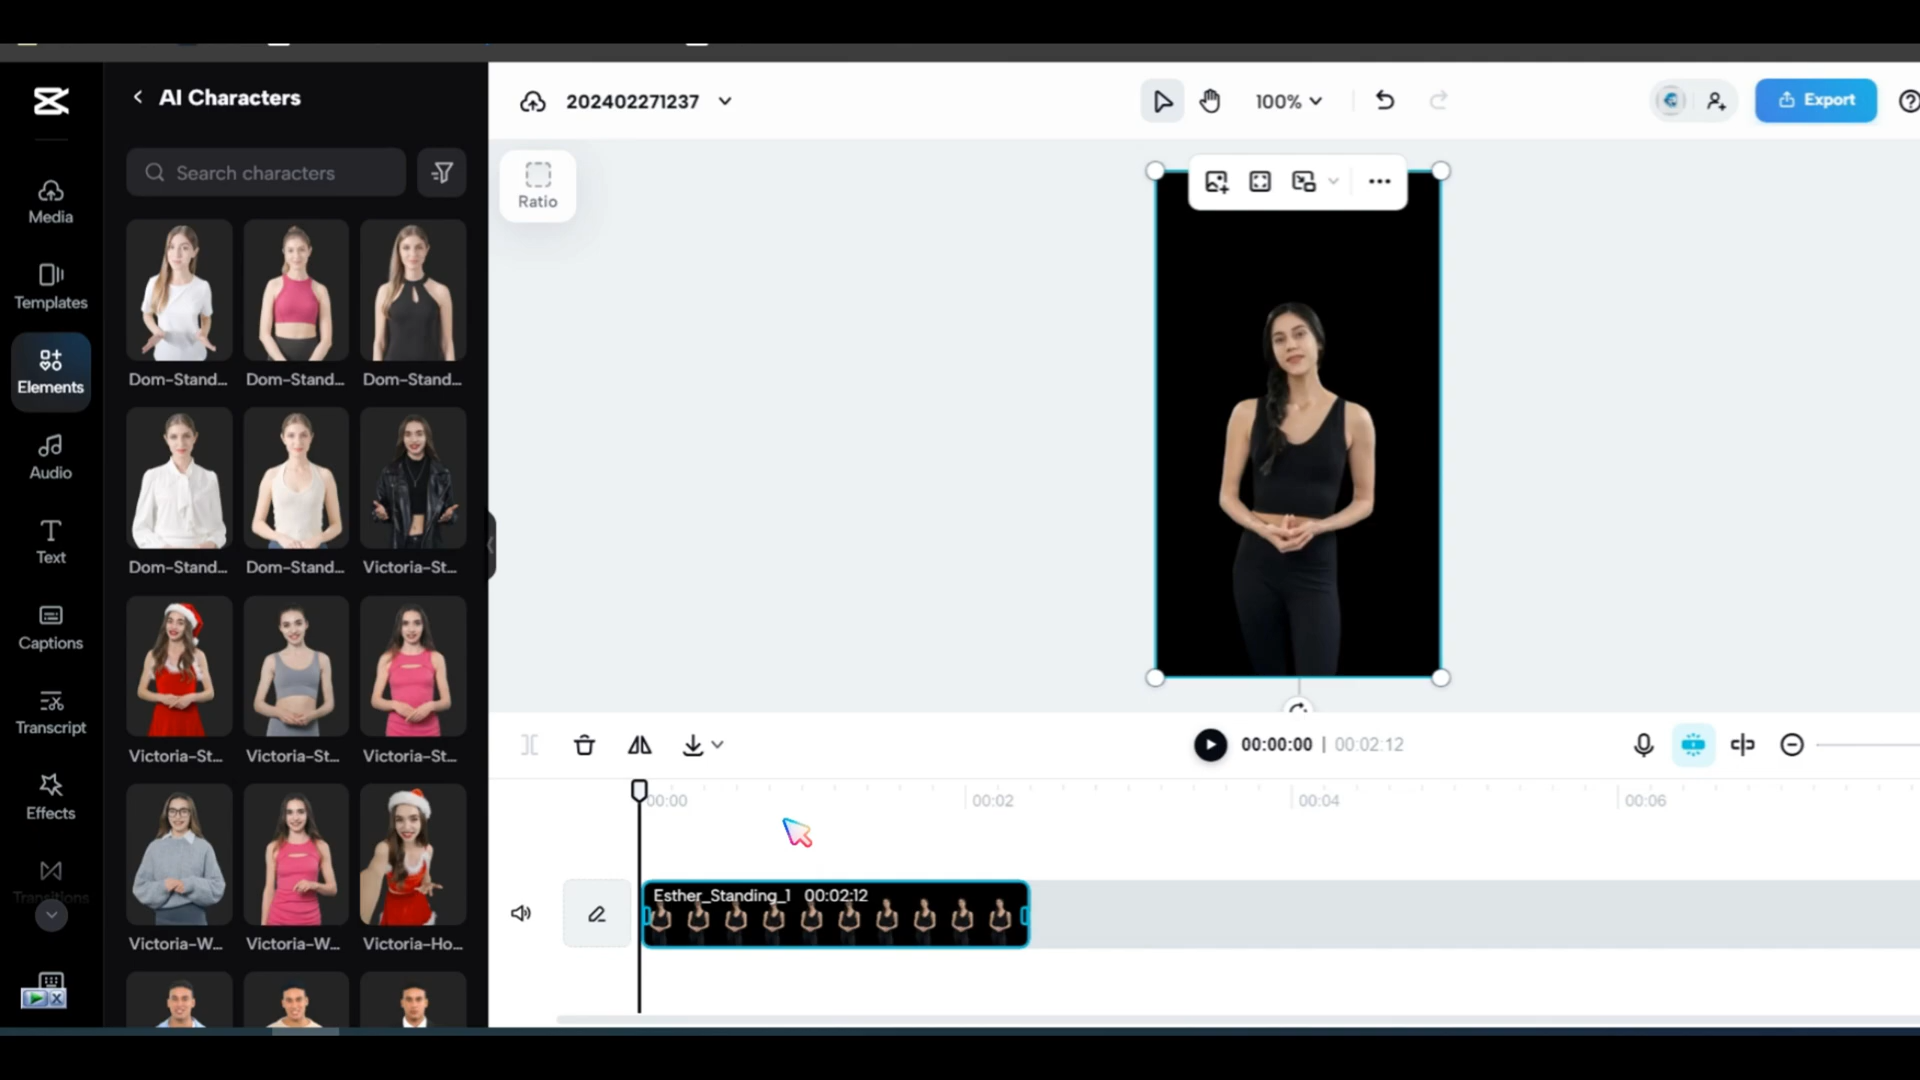 AI Characters
Search characters
Media
Templates
Elements
Audio
Text
Captions
Transcript
Effects
Transitions
Dom-Stand...
Dom-Stand...
Dom-Stand...
Dom-Stand...
Dom-Stand...
Victoria-St...
Victoria-St...
Victoria-St...
Victoria-St...
Victoria-W...
Victoria-W...
Victoria-Ho...
202402271237
100%
Export
Ratio
00:00:00 | 00:02:12
00:00
00:02
00:04
00:06
Esther_Standing_1 00:02:12